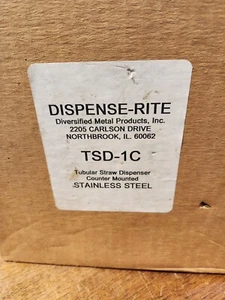 DISPENSE-RITE
Diversified Metal Products, Inc.
2205 CARLSON DRIVE
NORTHBROOK, IL. 60062
TSD-1C
Tubular Straw Dispenser
Counter Mounted
STAINLESS STEEL